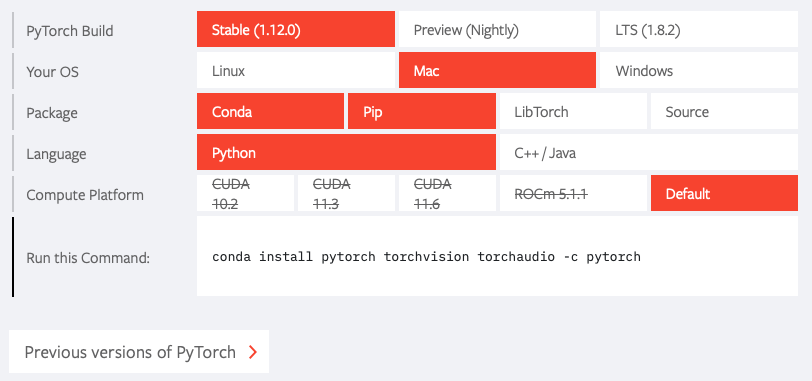 PyTorch Build
Stable (1.12.0)
Preview (Nightly)
LTS (1.8.2)
Your OS
Linux
Mac
Windows
Package
Conda
Pip
LibTorch
Source
Language
Python
C++ / Java
Compute Platform
CUDA
10.2
CUDA
11.3
CUDA
11.6
ROCm 5.1.1
Default
Run this Command:
conda install pytorch torchvision torchaudio -c pytorch
Previous versions of PyTorch